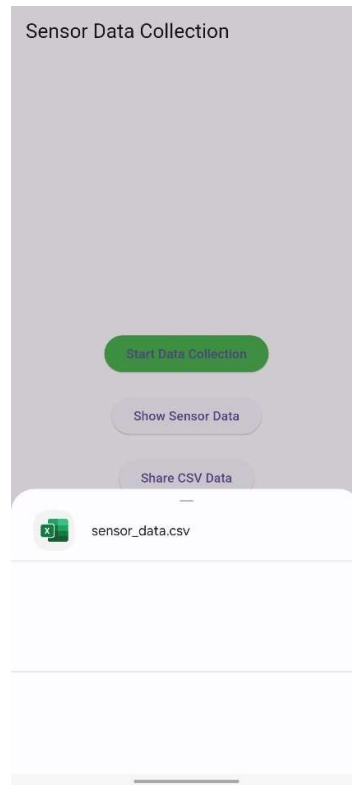 Sensor Data Collection
Start Data Collection
Show Sensor Data
Share CSV Data
sensor_data.csv